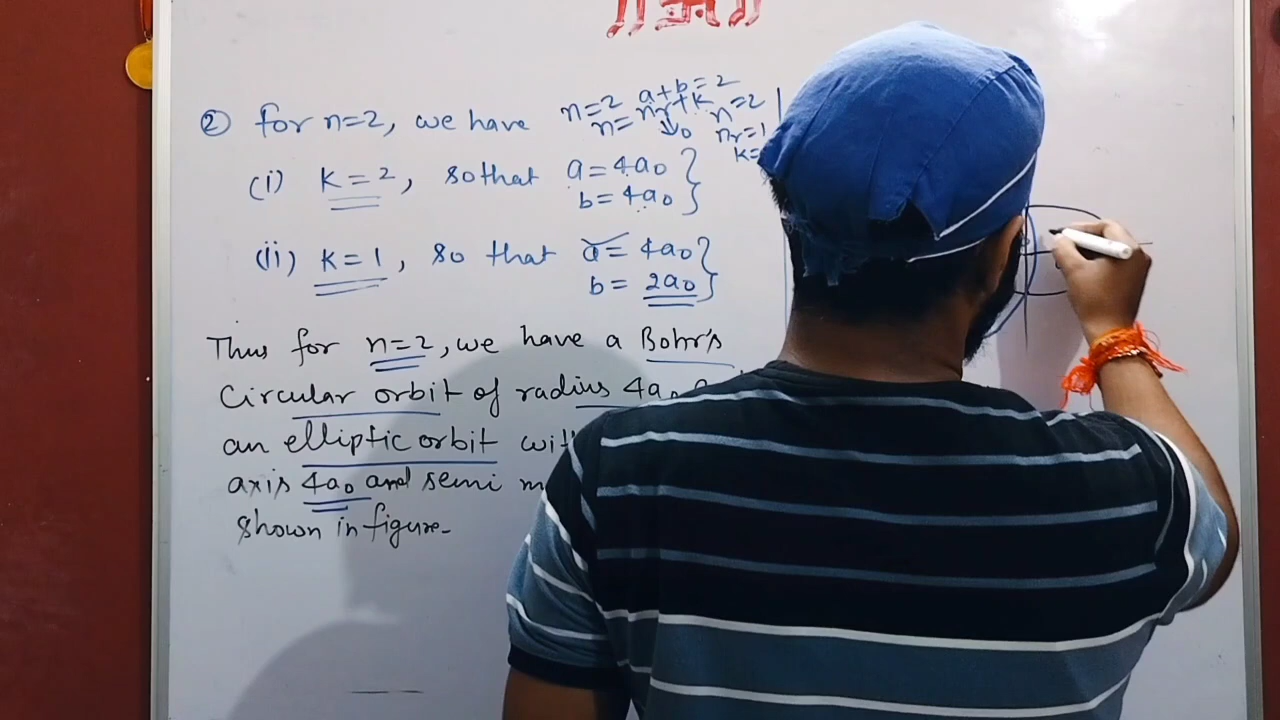 ② for n=2, we have
n=2 a+b=2
n= nr+k n=2
↓0 nr=1
k=
(i) k=2, so that a=4a₀
b=4a₀
(ii) k=1, so that a= 4a₀
b= 2a₀
Thus for n=2, we have a Bohr's
Circular orbit of radius 4a₀
an elliptic orbit
axis 4a₀ and semi
shown in figure-